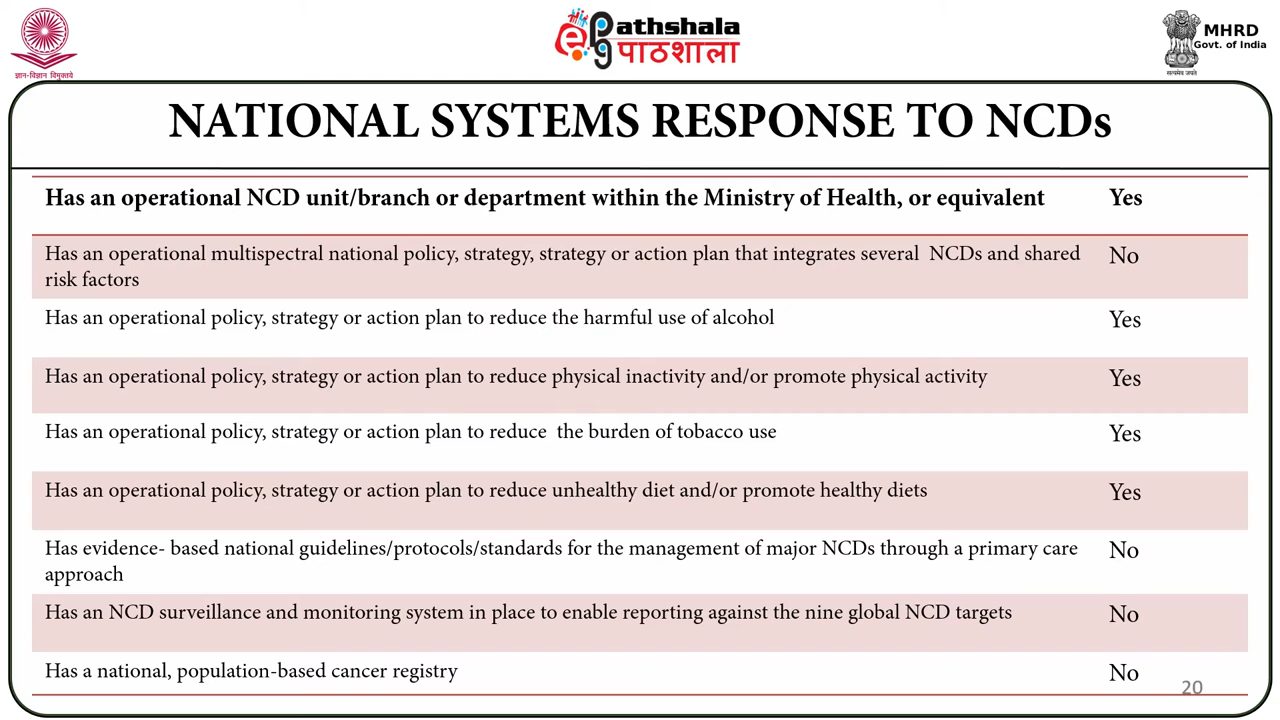 ज्ञान-विज्ञान विमुक्तये
ePGpathshala
पाठशाला
MHRD
Govt. of India
सत्यमेव जयते
NATIONAL SYSTEMS RESPONSE TO NCDs
Has an operational NCD unit/branch or department within the Ministry of Health, or equivalent Yes
Has an operational multispectral national policy, strategy, strategy or action plan that integrates several NCDs and shared No
risk factors
Has an operational policy, strategy or action plan to reduce the harmful use of alcohol Yes
Has an operational policy, strategy or action plan to reduce physical inactivity and/or promote physical activity Yes
Has an operational policy, strategy or action plan to reduce the burden of tobacco use Yes
Has an operational policy, strategy or action plan to reduce unhealthy diet and/or promote healthy diets Yes
Has evidence- based national guidelines/protocols/standards for the management of major NCDs through a primary care No
approach
Has an NCD surveillance and monitoring system in place to enable reporting against the nine global NCD targets No
Has a national, population-based cancer registry No
20